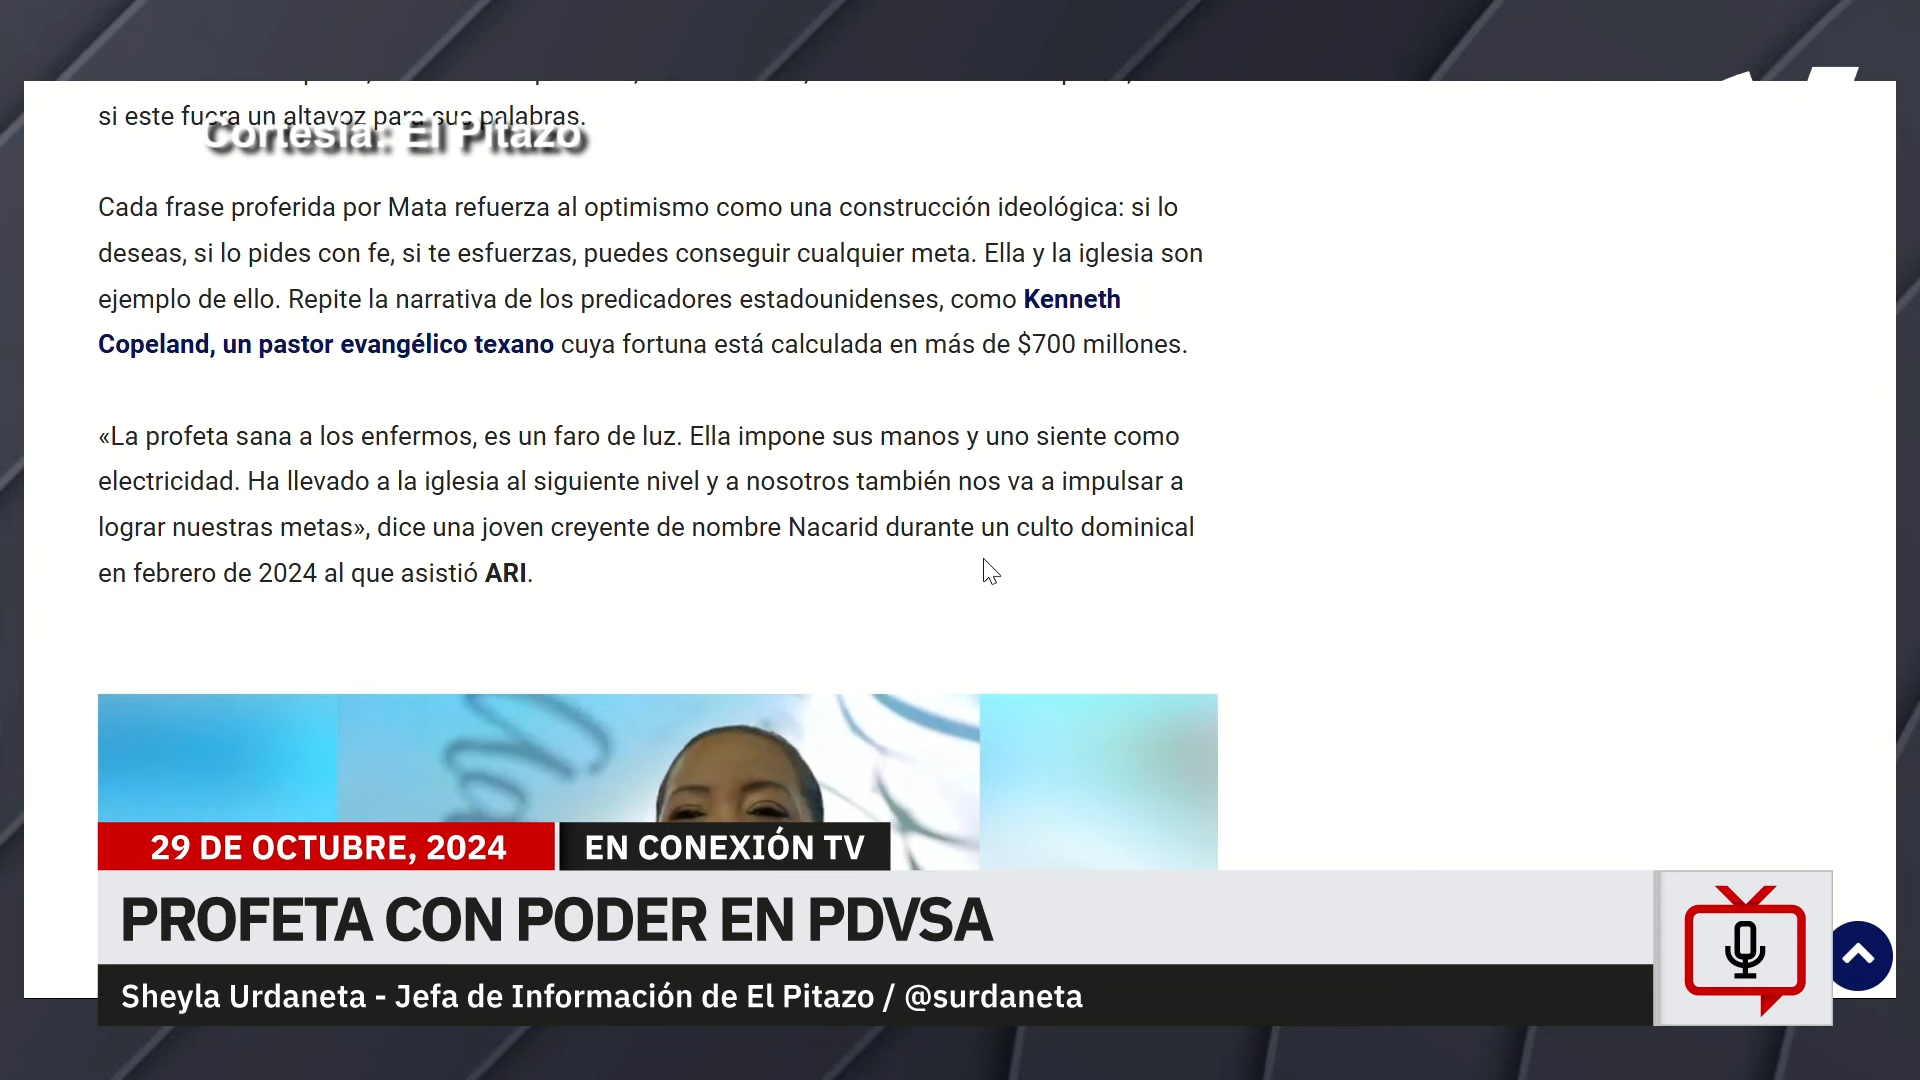 si este fuera un altavoz para sus palabras.
Cortesía: El Pitazo
Cada frase proferida por Mata refuerza al optimismo como una construcción ideológica: si lo
deseas, si lo pides con fe, si te esfuerzas, puedes conseguir cualquier meta. Ella y la iglesia son
ejemplo de ello. Repite la narrativa de los predicadores estadounidenses, como Kenneth
Copeland, un pastor evangélico texano cuya fortuna está calculada en más de $700 millones.
«La profeta sana a los enfermos, es un faro de luz. Ella impone sus manos y uno siente como
electricidad. Ha llevado a la iglesia al siguiente nivel y a nosotros también nos va a impulsar a
lograr nuestras metas», dice una joven creyente de nombre Nacarid durante un culto dominical
en febrero de 2024 al que asistió ARI.
29 DE OCTUBRE, 2024
EN CONEXIÓN TV
PROFETA CON PODER EN PDVSA
Sheyla Urdaneta - Jefa de Información de El Pitazo / @surdaneta